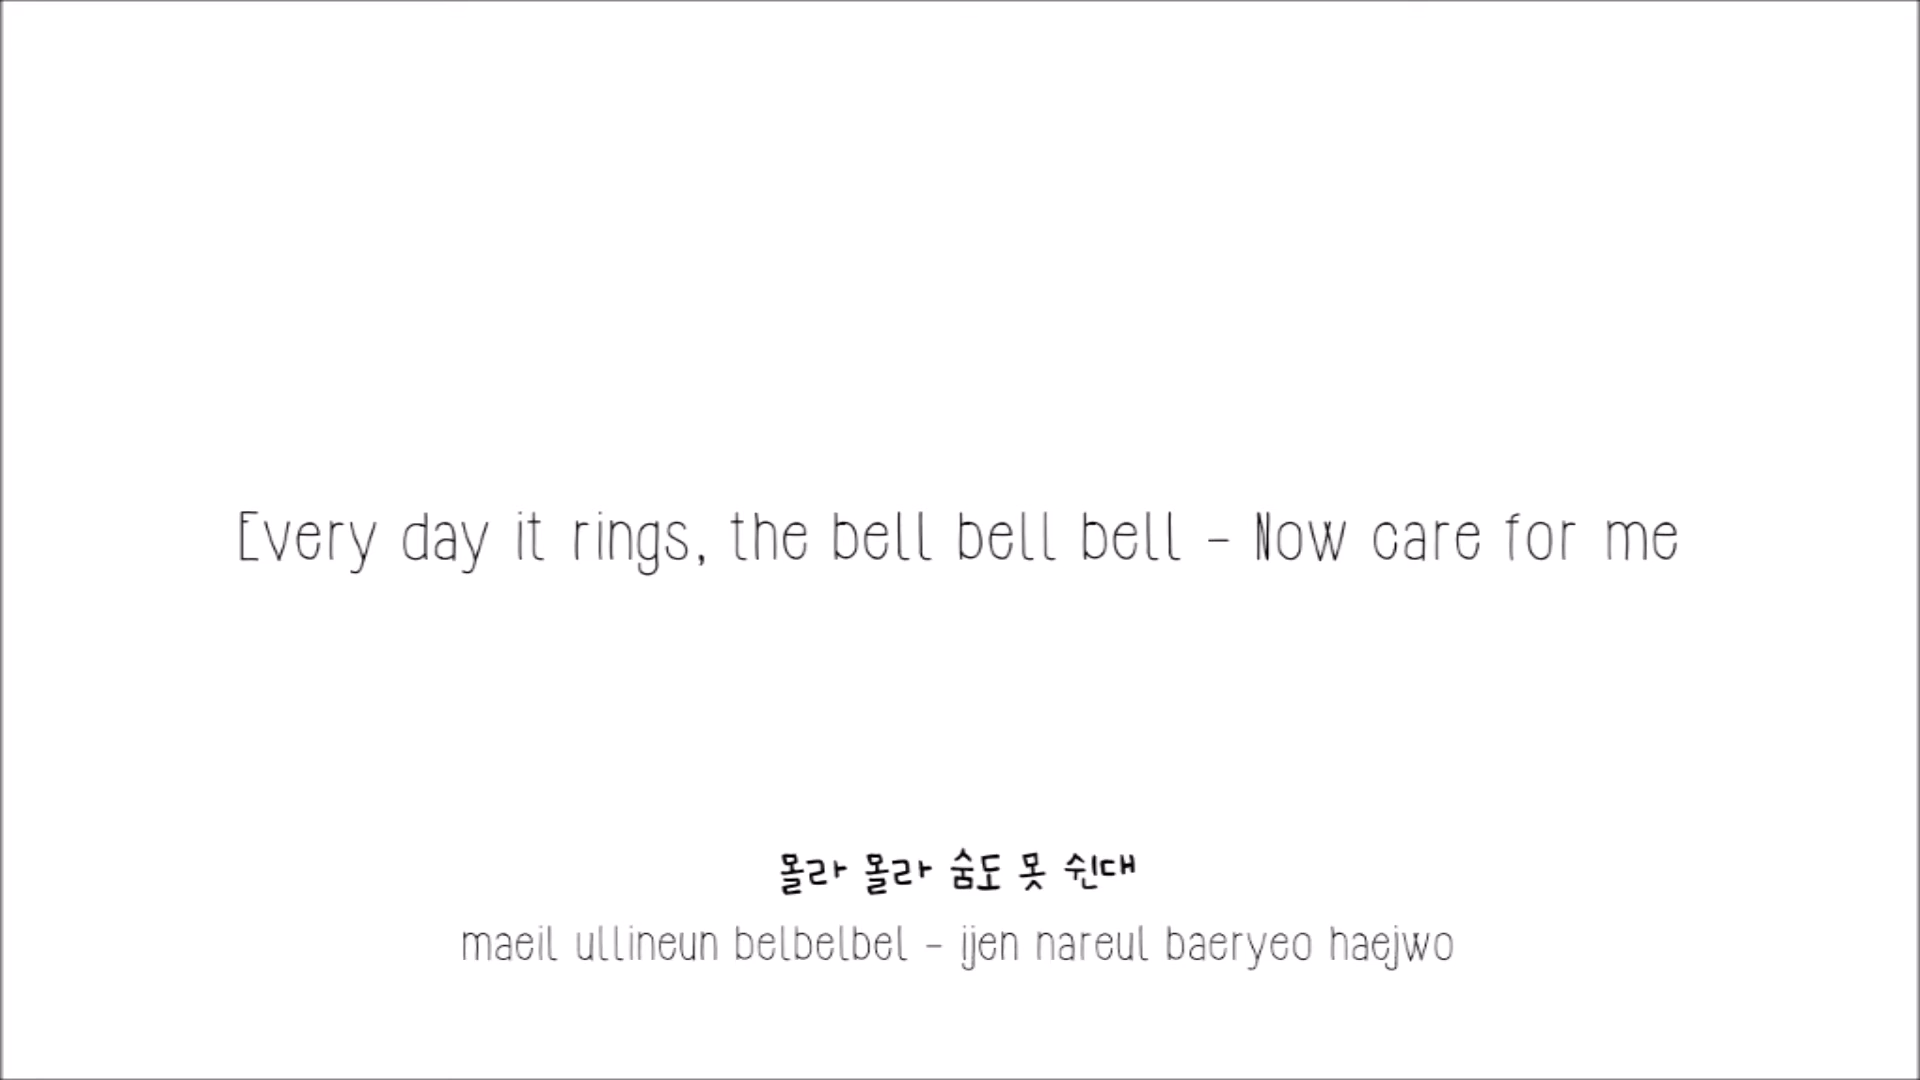 Every day it rings, the bell bell bell - Now care for me
몰라 몰라 숨도 못 쉰대
maeil ullineun belbelbel - ijen nareul baeryeo haejwo